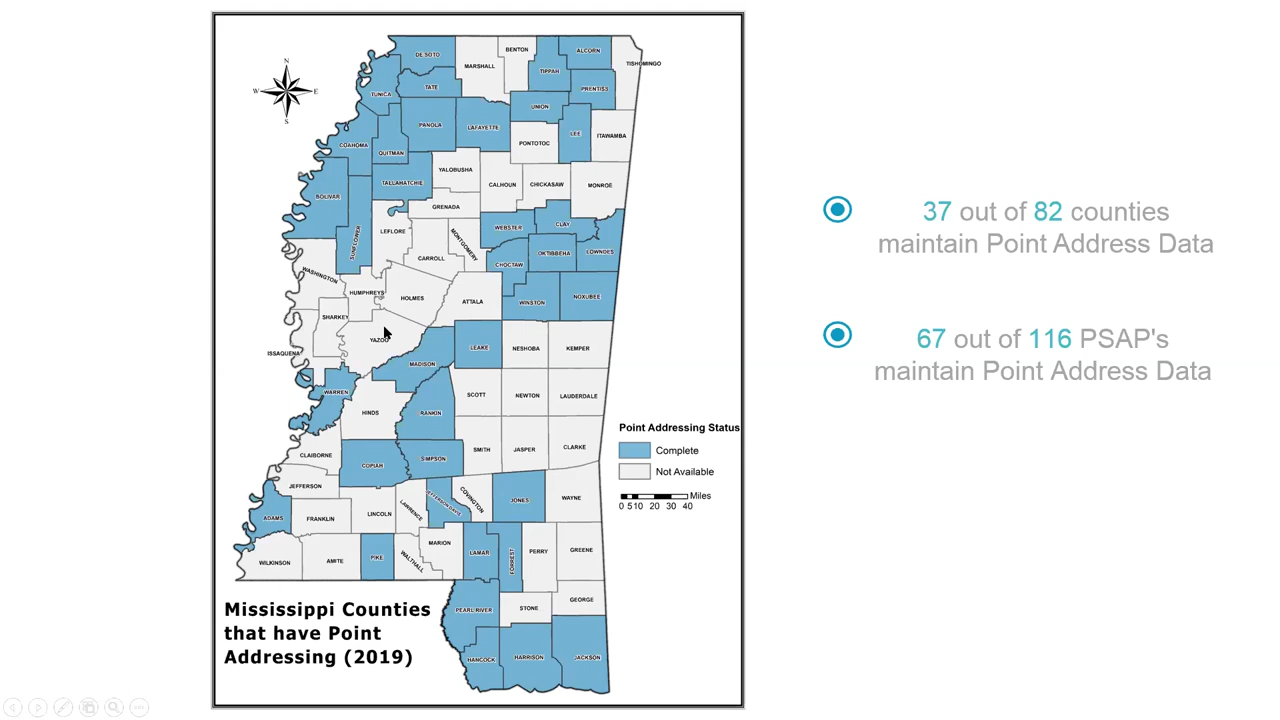 N
W E
S
DE SOTO
MARSHALL
BENTON
TIPPAH
ALCORN
TISHOMINGO
TUNICA
TATE
PRENTISS
UNION
PANOLA
LAFAYETTE
LEE
ITAWAMBA
COAHOMA
QUITMAN
PONTOTOC
TALLAHATCHIE
YALOBUSHA
CALHOUN
CHICKASAW
MONROE
BOLIVAR
GRENADA
SUNFLOWER
LEFLORE
WEBSTER
CLAY
MONTGOMERY
CARROLL
OKTIBBEHA
LOWNDES
CHOCTAW
WASHINGTON
HUMPHREYS
HOLMES
ATTALA
WINSTON
NOXUBEE
SHARKEY
YAZOO
ISSAQUENA
MADISON
LEAKE
NESHOBA
KEMPER
WARREN
HINDS
RANKIN
SCOTT
NEWTON
LAUDERDALE
CLAIBORNE
COPIAH
SIMPSON
SMITH
JASPER
CLARKE
JEFFERSON
ADAMS
FRANKLIN
LINCOLN
LAWRENCE
JEFFERSON DAVIS
COVINGTON
JONES
WAYNE
WILKINSON
AMITE
PIKE
WALTHALL
MARION
LAMAR
FORREST
PERRY
GREENE
PEARL RIVER
STONE
GEORGE
HANCOCK
HARRISON
JACKSON
Point Addressing Status
Complete
Not Available
Miles
0 5 10 20 30 40
Mississippi Counties
that have Point
Addressing (2019)
37 out of 82 counties
maintain Point Address Data
67 out of 116 PSAP's
maintain Point Address Data